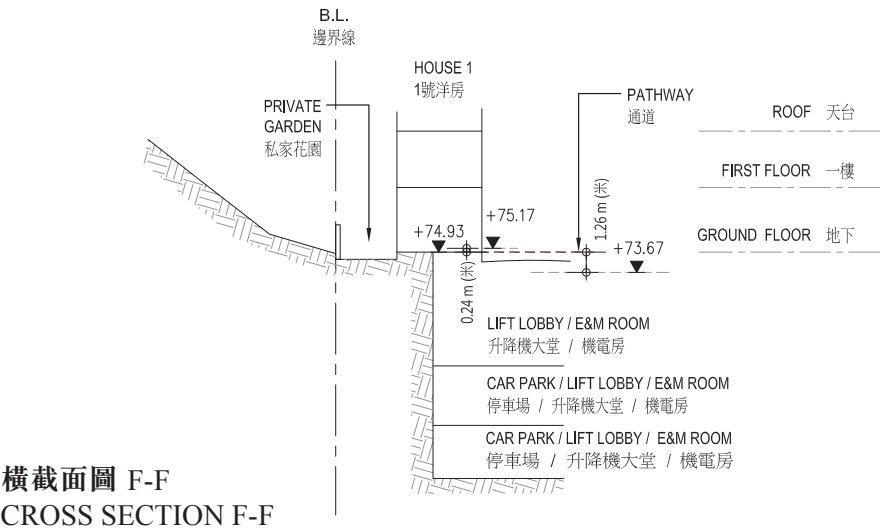 B.L.
邊界線
HOUSE 1
1號洋房
PRIVATE
GARDEN
私家花園
PATHWAY
通道
ROOF 天台
FIRST FLOOR 一樓
GROUND FLOOR 地下
+74.93
+75.17
1.26 m (米)
+73.67
0.24 m (米)
LIFT LOBBY / E&M ROOM
升降機大堂 / 機電房
CAR PARK / LIFT LOBBY / E&M ROOM
停車場 / 升降機大堂 / 機電房
CAR PARK / LIFT LOBBY / E&M ROOM
停車場 / 升降機大堂 / 機電房
橫截面圖 F-F
CROSS SECTION F-F